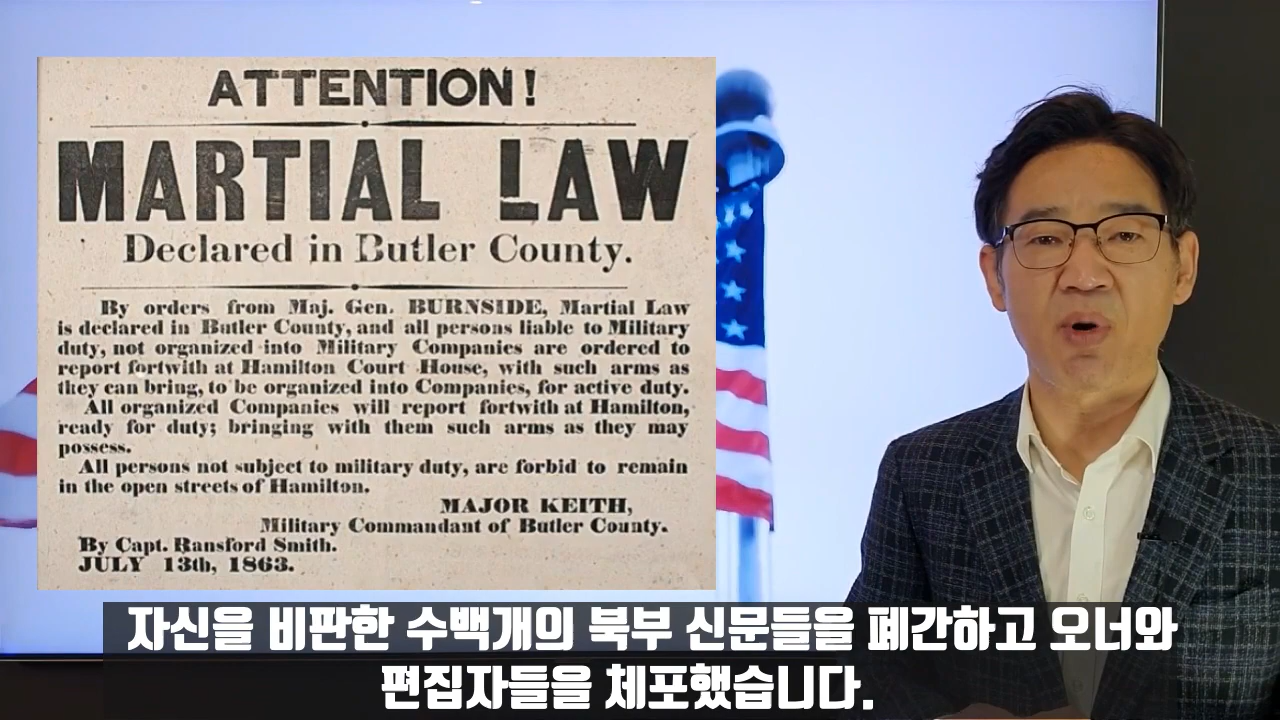 ATTENTION!
MARTIAL LAW
Declared in Butler County.
By orders from Maj. Gen. BURNSIDE, Martial Law
is declared in Butler County, and all persons liable to Military
duty, not organized into Military Companies are ordered to
report fortwith at Hamilton Court House, with such arms as
they can bring, to be organized into Companies, for active duty.
All organized Companies will report fortwith at Hamilton,
ready for duty; bringing with them such arms as they may
possess.
All persons not subject to military duty, are forbid to remain
in the open streets of Hamilton.
MAJOR KEITH,
Military Commandant of Butler County.
By Capt. Ransford Smith.
JULY 13th, 1863.
자신을 비판한 수백개의 북부 신문들을 폐간하고 오너와
편집자들을 체포했습니다.